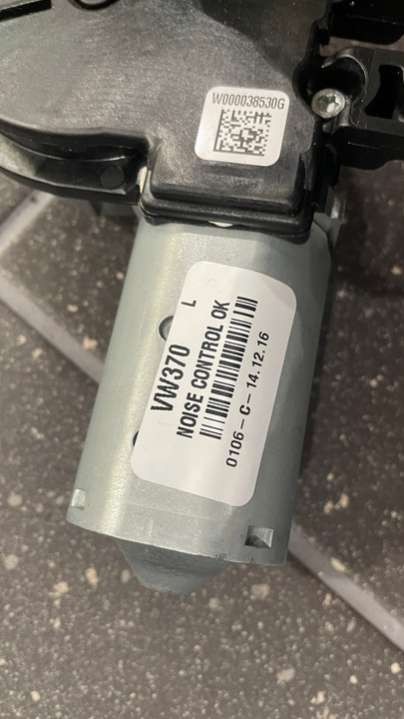 W000038530G
L
VW370
NOISE CONTROL OK
0106-C-14.12.16